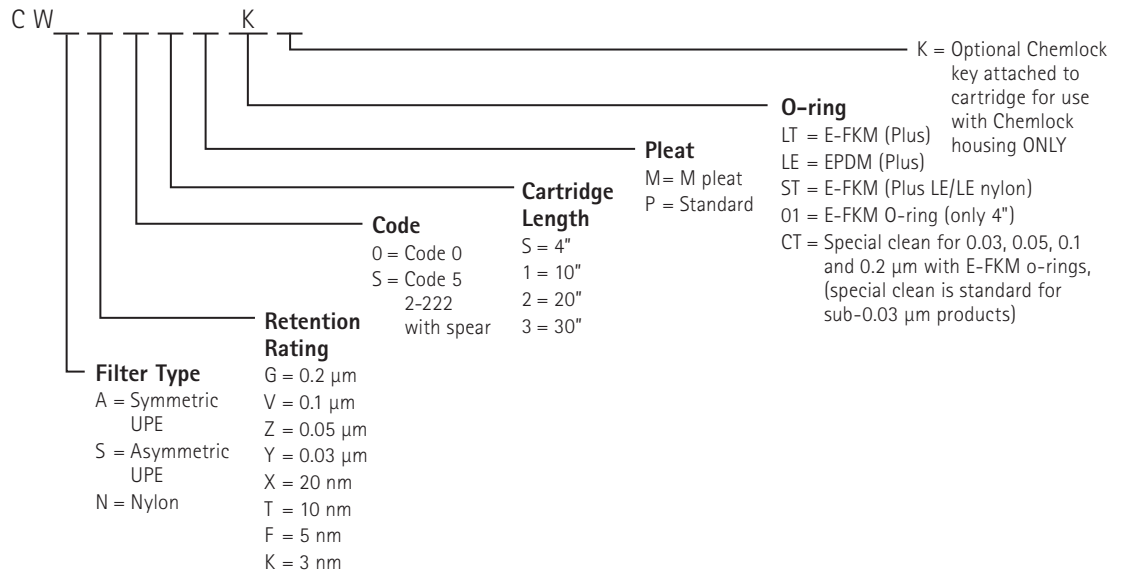 C W K
K = Optional Chemlock
key attached to
cartridge for use
with Chemlock
housing ONLY
O-ring
LT = E-FKM (Plus)
LE = EPDM (Plus)
ST = E-FKM (Plus LE/LE nylon)
01 = E-FKM O-ring (only 4")
CT = Special clean for 0.03, 0.05, 0.1
and 0.2 µm with E-FKM o-rings,
(special clean is standard for
sub-0.03 µm products)
Pleat
M= M pleat
P = Standard
Cartridge
Length
S = 4"
1 = 10"
2 = 20"
3 = 30"
Code
0 = Code 0
S = Code 5
2-222
with spear
Retention
Rating
G = 0.2 µm
V = 0.1 µm
Z = 0.05 µm
Y = 0.03 µm
X = 20 nm
T = 10 nm
F = 5 nm
K = 3 nm
Filter Type
A = Symmetric
UPE
S = Asymmetric
UPE
N = Nylon